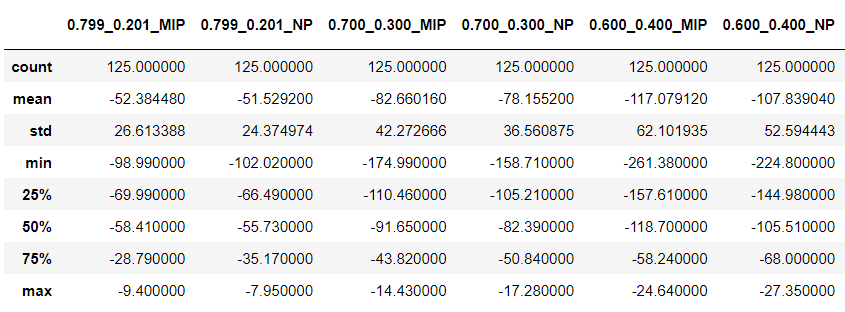 0.799_0.201_MIP 0.799_0.201_NP 0.700_0.300_MIP 0.700_0.300_NP 0.600_0.400_MIP 0.600_0.400_NP
count 125.000000 125.000000 125.000000 125.000000 125.000000 125.000000
mean -52.384480 -51.529200 -82.660160 -78.155200 -117.079120 -107.839040
std 26.613388 24.374974 42.272666 36.560875 62.101935 52.594443
min -98.990000 -102.020000 -174.990000 -158.710000 -261.380000 -224.800000
25% -69.990000 -66.490000 -110.460000 -105.210000 -157.610000 -144.980000
50% -58.410000 -55.730000 -91.650000 -82.390000 -118.700000 -105.510000
75% -28.790000 -35.170000 -43.820000 -50.840000 -58.240000 -68.000000
max -9.400000 -7.950000 -14.430000 -17.280000 -24.640000 -27.350000